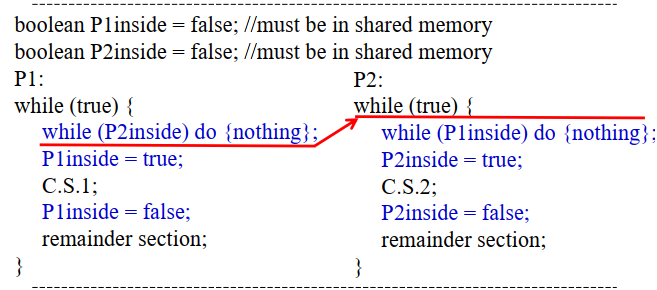 boolean P1inside = false; //must be in shared memory
boolean P2inside = false; //must be in shared memory
P1:
while (true) {
while (P2inside) do {nothing};
P1inside = true;
C.S.1;
P1inside = false;
remainder section;
}
P2:
while (true) {
while (P1inside) do {nothing};
P2inside = true;
C.S.2;
P2inside = false;
remainder section;
}